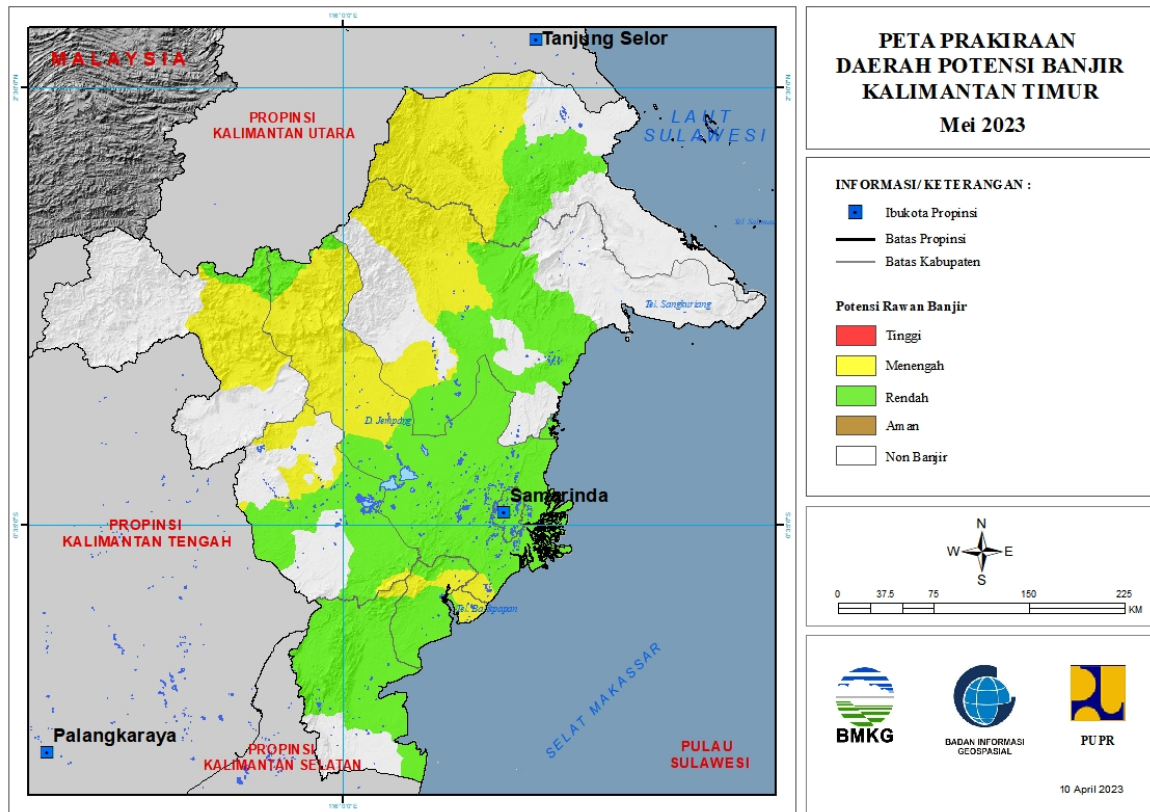 PETA PRAKIRAAN
DAERAH POTENSI BANJIR
KALIMANTAN TIMUR
Mei 2023
INFORMASI/ KETERANGAN :
Ibukota Propinsi
Batas Propinsi
Batas Kabupaten
Potensi Rawan Banjir
Tinggi
Menengah
Rendah
Aman
Non Banjir
N
W E
S
0 37.5 75 150 225
KM
BMKG
BADAN INFORMASI
GEOSPASIAL
PUPR
10 April 2023
Tanjung Selor
MALAYSIA
PROPINSI
KALIMANTAN UTARA
LAUT
SULAWESI
Tel. Sangkuriang
D. Jempang
Samarinda
PROPINSI
KALIMANTAN TENGAH
Tel. Balikpapan
SELAT MAKASSAR
Palangkaraya
PROPINSI
KALIMANTAN SELATAN
PULAU
SULAWESI